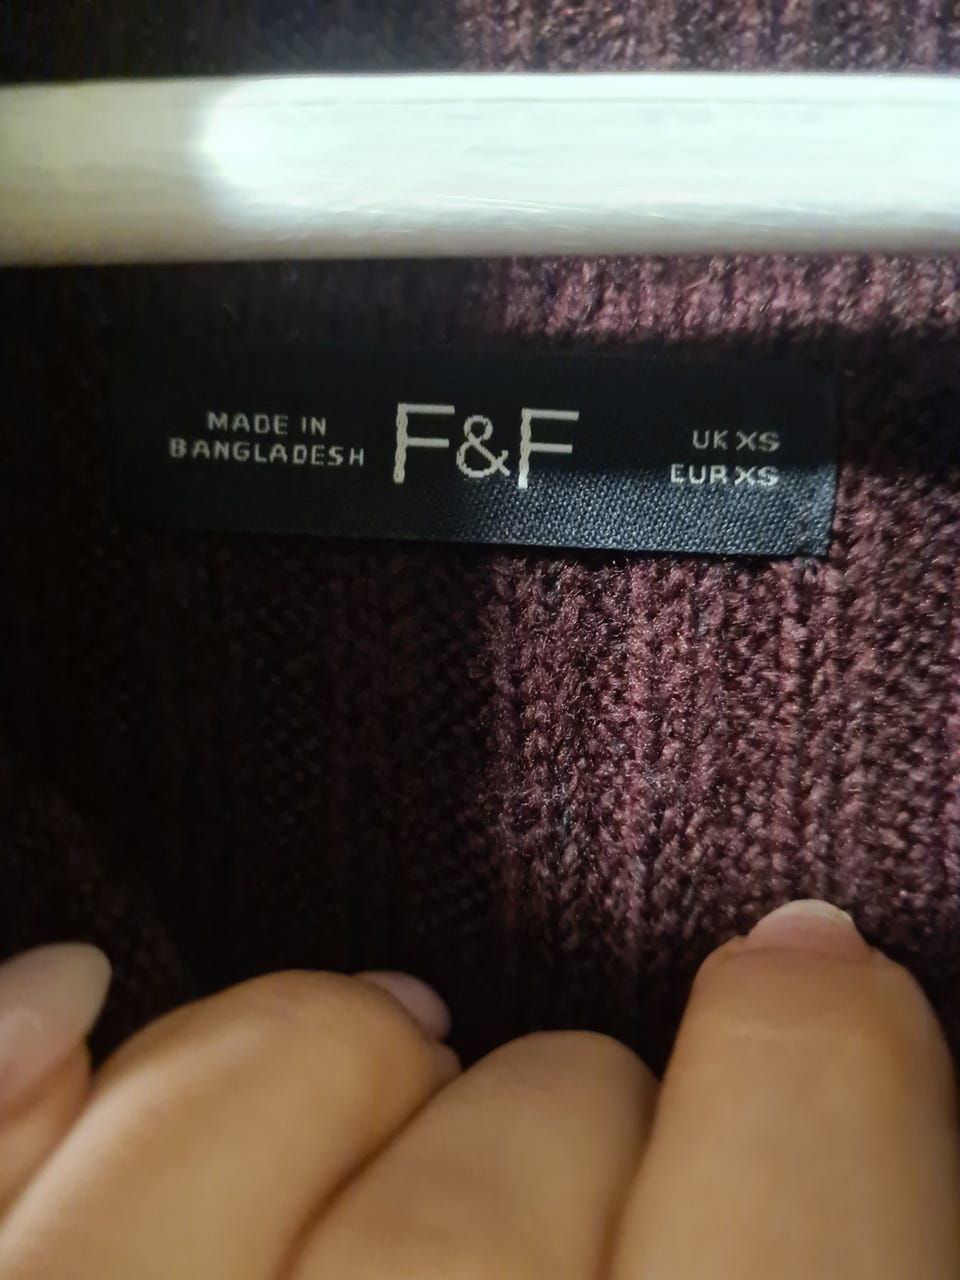 MADE IN
BANGLADESH
F&F
UK XS
EUR XS